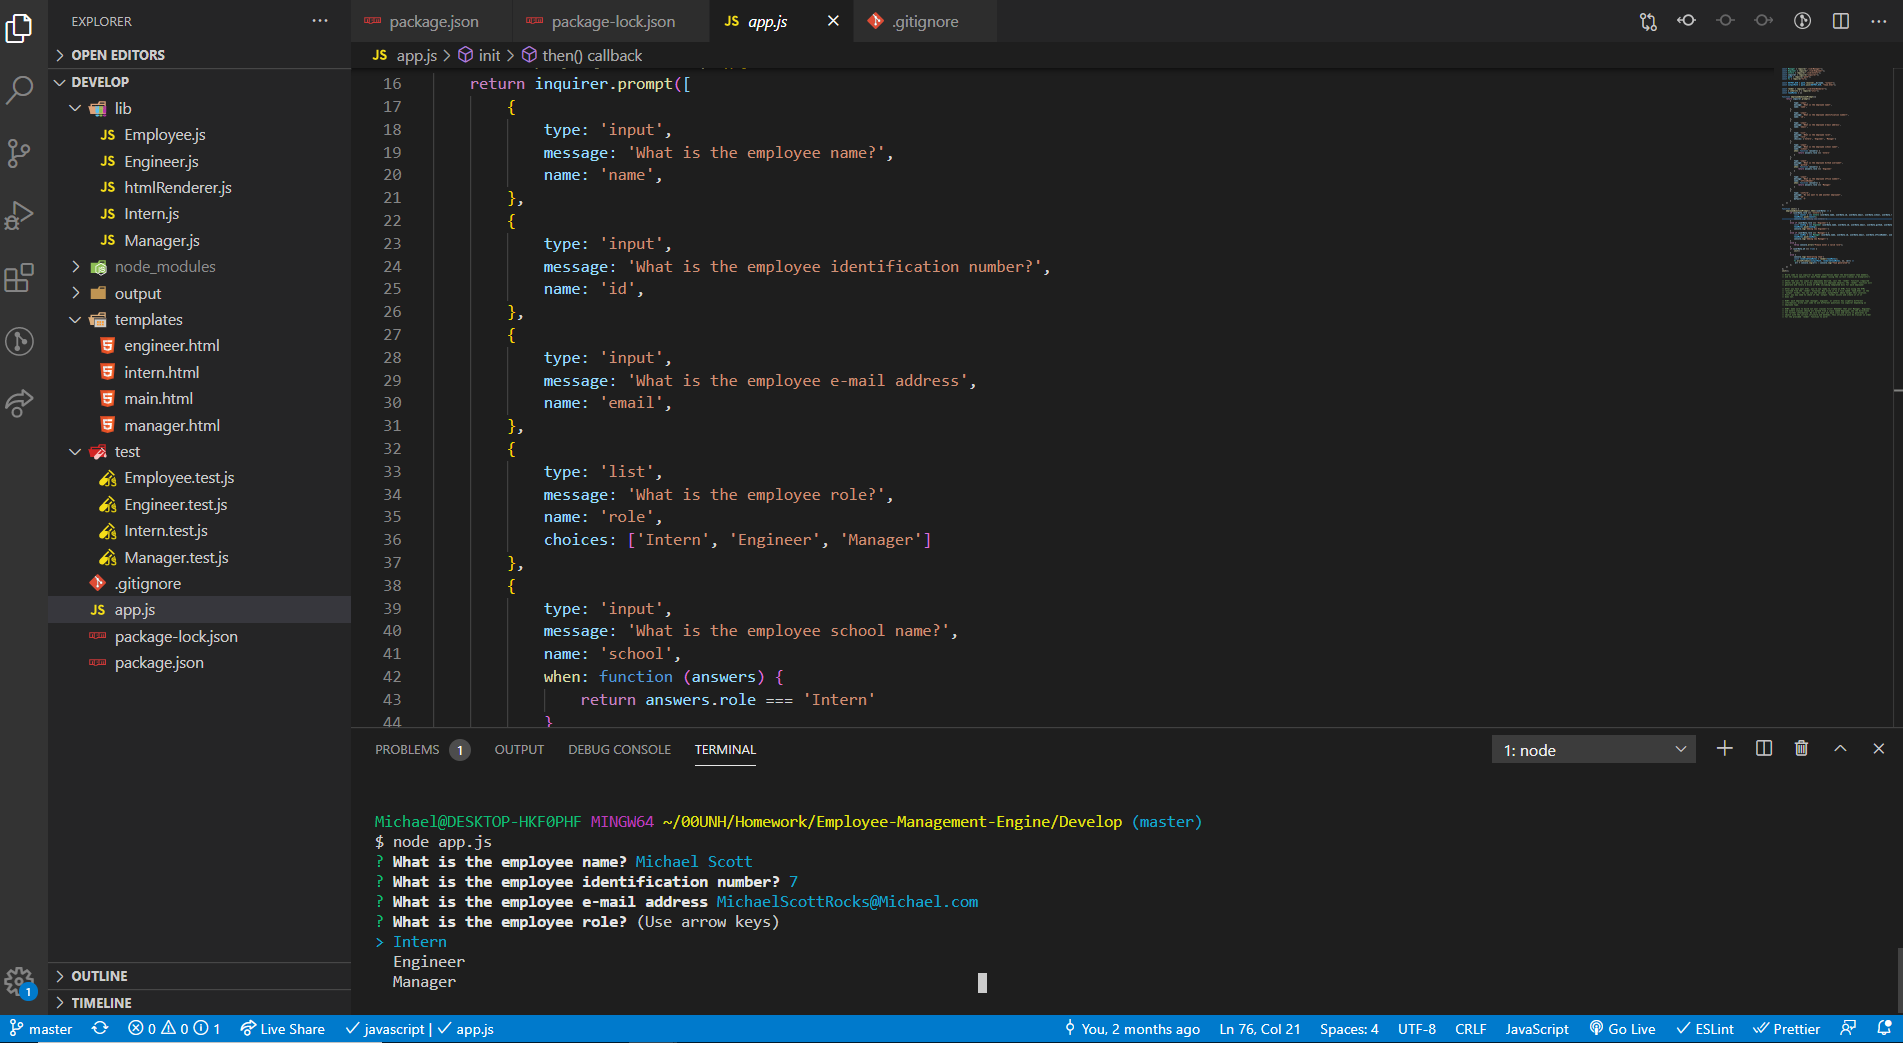 EXPLORER
OPEN EDITORS
DEVELOP
lib
JS Employee.js
JS Engineer.js
JS htmlRenderer.js
JS Intern.js
JS Manager.js
node_modules
output
templates
engineer.html
intern.html
main.html
manager.html
test
Employee.test.js
Engineer.test.js
Intern.test.js
Manager.test.js
.gitignore
JS app.js
package-lock.json
package.json
OUTLINE
TIMELINE
1
package.json
package-lock.json
JS app.js
.gitignore
JS app.js > init > then() callback
16 return inquirer.prompt([
17 {
18 type: 'input',
19 message: 'What is the employee name?',
20 name: 'name',
21 },
22 {
23 type: 'input',
24 message: 'What is the employee identification number?',
25 name: 'id',
26 },
27 {
28 type: 'input',
29 message: 'What is the employee e-mail address',
30 name: 'email',
31 },
32 {
33 type: 'list',
34 message: 'What is the employee role?',
35 name: 'role',
36 choices: ['Intern', 'Engineer', 'Manager']
37 },
38 {
39 type: 'input',
40 message: 'What is the employee school name?',
41 name: 'school',
42 when: function (answers) {
43 return answers.role === 'Intern'
44 }
PROBLEMS 1 OUTPUT DEBUG CONSOLE TERMINAL
1: node
Michael@DESKTOP-HKF0PHF MINGW64 ~/00UNH/Homework/Employee-Management-Engine/Develop (master)
$ node app.js
? What is the employee name? Michael Scott
? What is the employee identification number? 7
? What is the employee e-mail address MichaelScottRocks@Michael.com
? What is the employee role? (Use arrow keys)
> Intern
Engineer
Manager
master 0 0 1 Live Share javascript | app.js You, 2 months ago Ln 76, Col 21 Spaces: 4 UTF-8 CRLF JavaScript Go Live ESLint Prettier